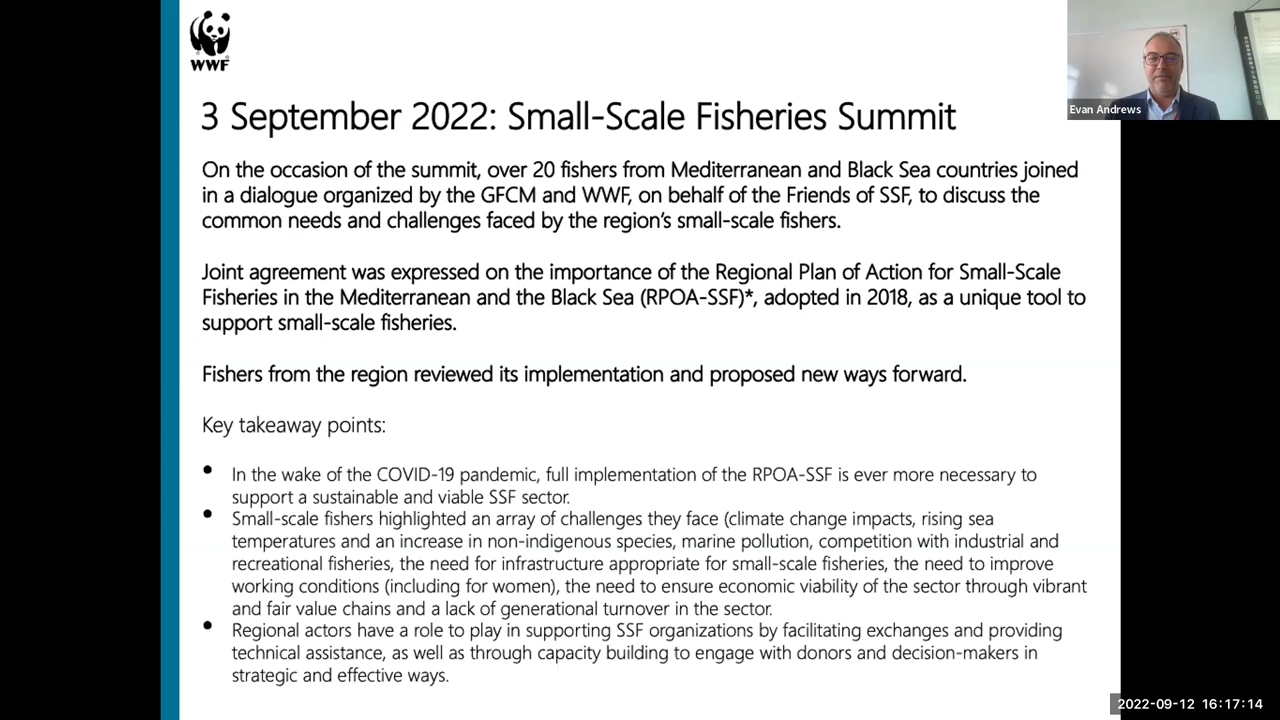 WWF
3 September 2022: Small-Scale Fisheries Summit
On the occasion of the summit, over 20 fishers from Mediterranean and Black Sea countries joined
in a dialogue organized by the GFCM and WWF, on behalf of the Friends of SSF, to discuss the
common needs and challenges faced by the region's small-scale fishers.
Joint agreement was expressed on the importance of the Regional Plan of Action for Small-Scale
Fisheries in the Mediterranean and the Black Sea (RPOA-SSF)*, adopted in 2018, as a unique tool to
support small-scale fisheries.
Fishers from the region reviewed its implementation and proposed new ways forward.
Key takeaway points:
• In the wake of the COVID-19 pandemic, full implementation of the RPOA-SSF is ever more necessary to
support a sustainable and viable SSF sector.
• Small-scale fishers highlighted an array of challenges they face (climate change impacts, rising sea
temperatures and an increase in non-indigenous species, marine pollution, competition with industrial and
recreational fisheries, the need for infrastructure appropriate for small-scale fisheries, the need to improve
working conditions (including for women), the need to ensure economic viability of the sector through vibrant
and fair value chains and a lack of generational turnover in the sector.
• Regional actors have a role to play in supporting SSF organizations by facilitating exchanges and providing
technical assistance, as well as through capacity building to engage with donors and decision-makers in
strategic and effective ways.
Evan Andrews
2022-09-12 16:17:14